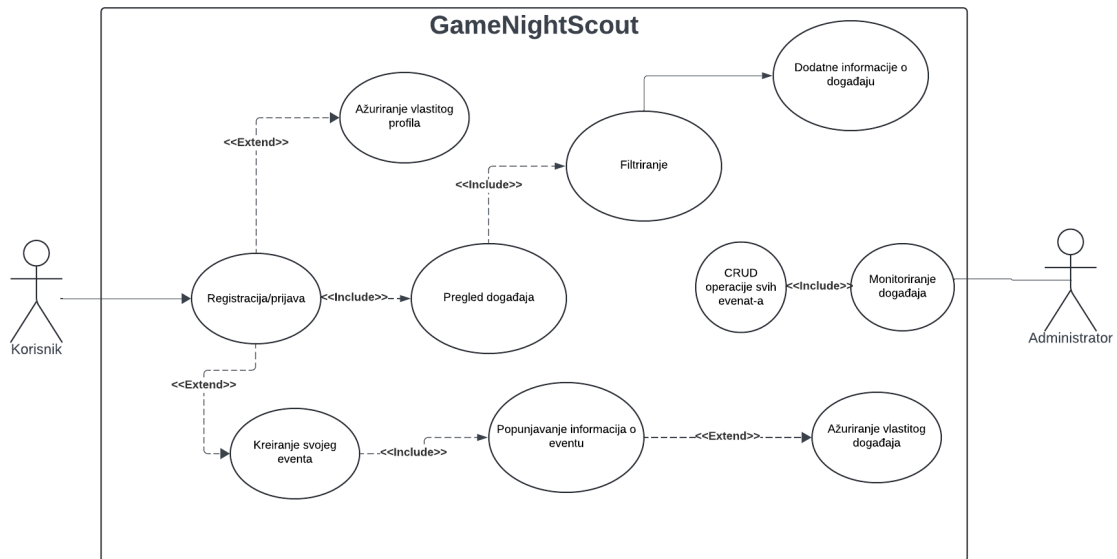 GameNightScout
Dodatne informacije o
događaju
Ažuriranje vlastitog
profila
<<Extend>>
Filtriranje
<<Include>>
CRUD
operacije svih
evenat-a
<<Include>>
Monitoriranje
događaja
Registracija/prijava
<<Include>>
Pregled događaja
Korisnik
Administrator
<<Extend>>
Kreiranje svojeg
eventa
<<Include>>
Popunjavanje informacija o
eventu
<<Extend>>
Ažuriranje vlastitog
događaja